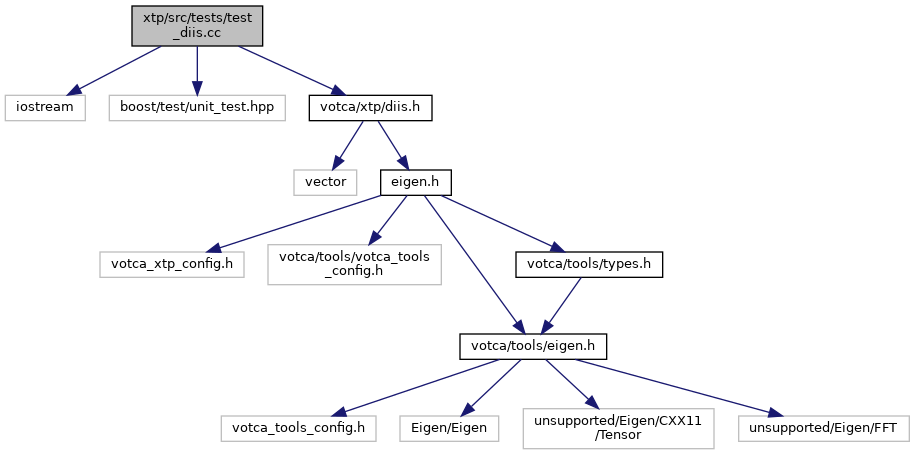 xtp/src/tests/test
_diis.cc
iostream
boost/test/unit_test.hpp
votca/xtp/diis.h
vector
eigen.h
votca_xtp_config.h
votca/tools/votca_tools
_config.h
votca/tools/types.h
votca/tools/eigen.h
votca_tools_config.h
Eigen/Eigen
unsupported/Eigen/CXX11
/Tensor
unsupported/Eigen/FFT